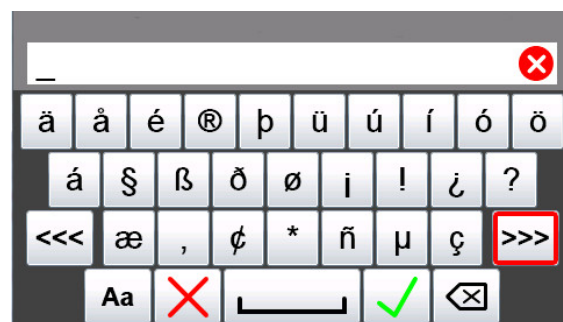 _
ä å é ® þ ü ú í ó ö
á § ß ð ø ¡ ! ¿ ?
<<< æ , ¢ * ñ µ ç >>>
Aa